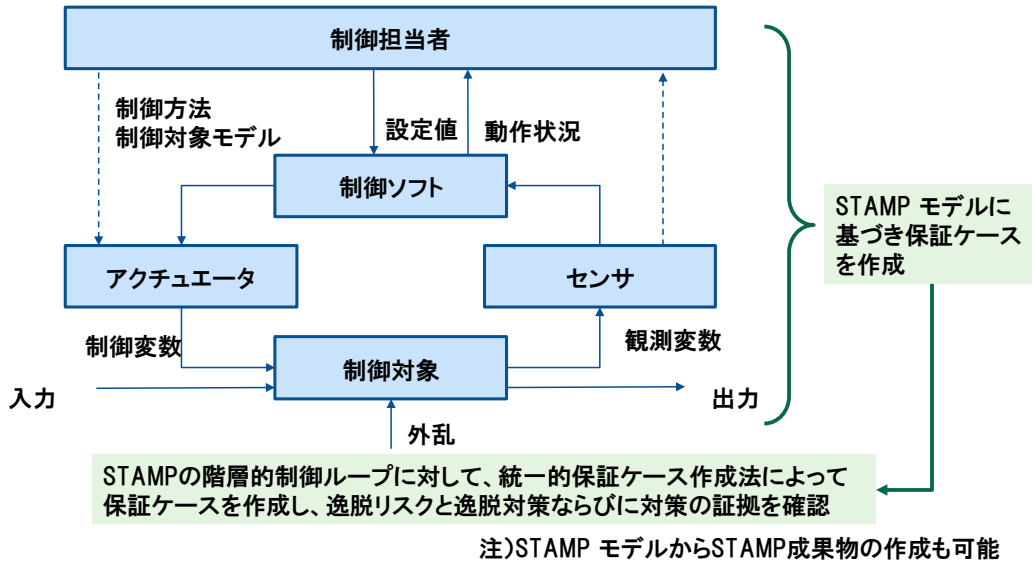 制御担当者
制御方法
制御対象モデル
設定値
動作状況
制御ソフト
STAMP モデルに
基づき保証ケース
を作成
アクチュエータ
センサ
制御変数
観測変数
制御対象
入力
出力
外乱
STAMPの階層的制御ループに対して、統一的保証ケース作成法によって
保証ケースを作成し、逸脱リスクと逸脱対策ならびに対策の証拠を確認
注)STAMP モデルからSTAMP成果物の作成も可能